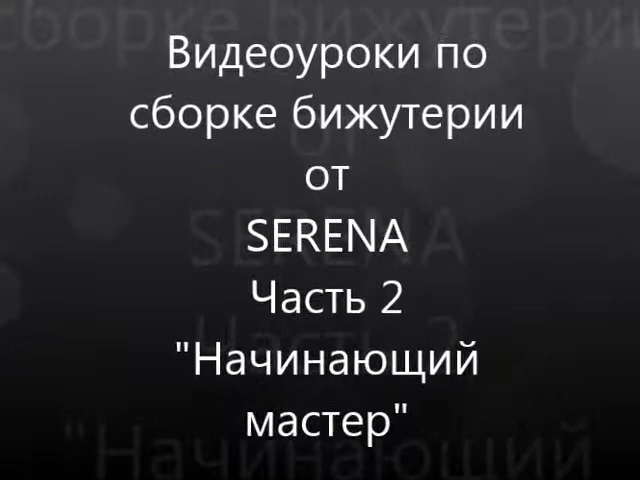 Видеоуроки по
сборке бижутерии
от
SERENA
Часть 2
"Начинающий
мастер"